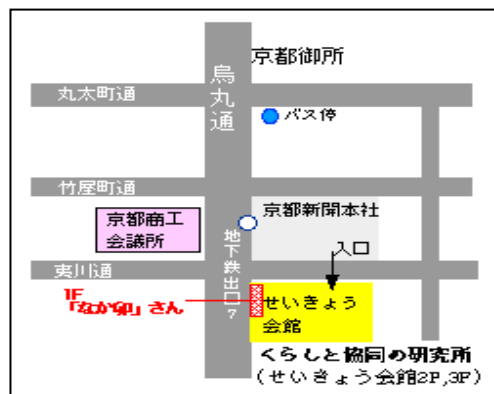 京都御所
烏丸通
丸太町通
バス停
竹屋町通
京都新聞本社
京都商工
会議所
地下鉄出口7
入口
夷川通
1F
「なか卯」さん
せいきょう
会館
くらしと協同の研究所
(せいきょう会館2F,3F)